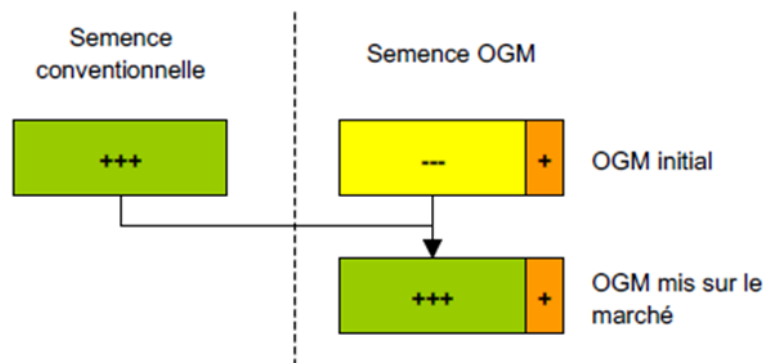 Semence
conventionnelle
Semence OGM
+++
---
+
OGM initial
+++
+
OGM mis sur le
marché